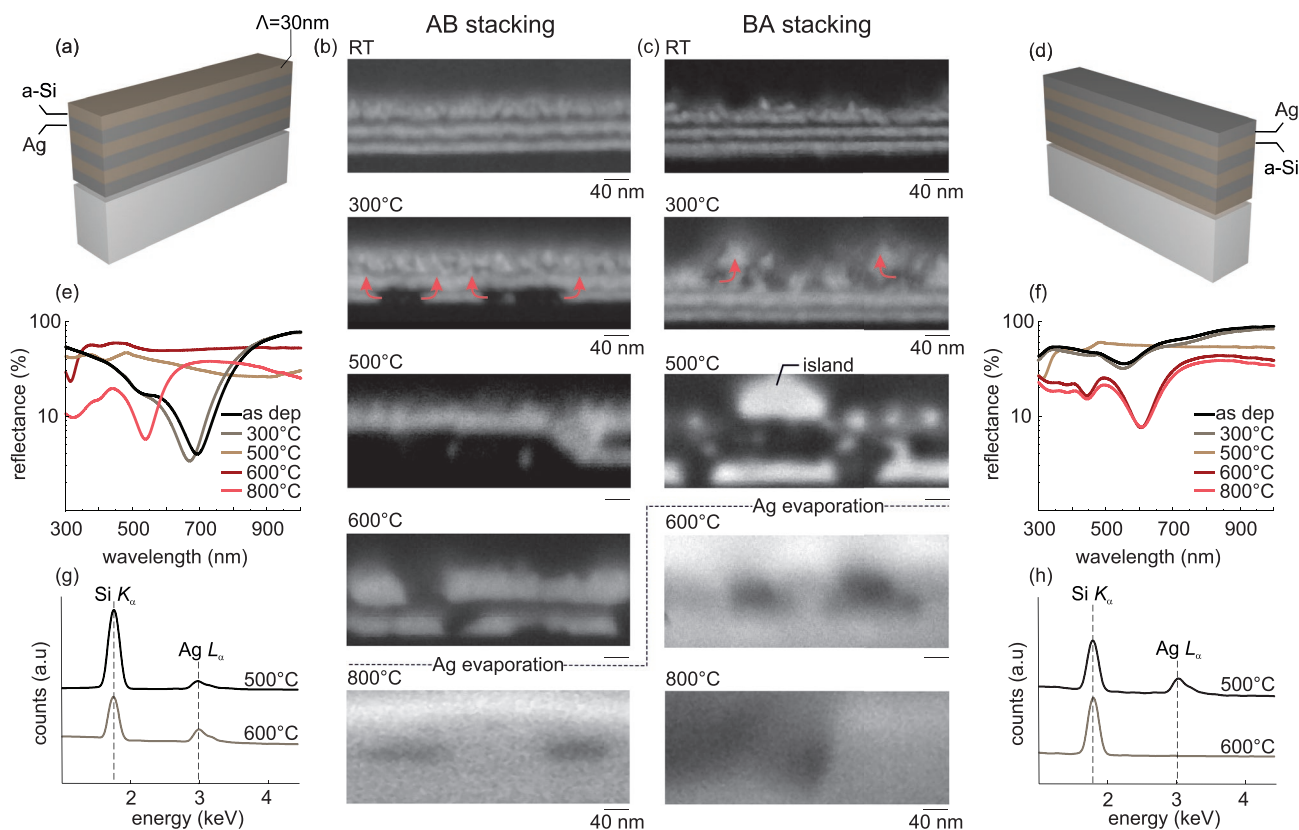 AB stacking
BA stacking
(a)
Λ=30nm
a-Si
Ag
(b)
RT
40 nm
300°C
40 nm
500°C
600°C
Ag evaporation
800°C
40 nm
(c)
RT
40 nm
300°C
40 nm
500°C
island
Ag evaporation
600°C
800°C
40 nm
(d)
Ag
a-Si
(e)
100
10
reflectance (%)
as dep
300°C
500°C
600°C
800°C
300 500 700 900
wavelength (nm)
(f)
100
10
reflectance (%)
as dep
300°C
500°C
600°C
800°C
300 500 700 900
wavelength (nm)
(g)
Si Kα
Ag Lα
500°C
600°C
counts (a.u)
2 3 4
energy (keV)
(h)
Si Kα
Ag Lα
500°C
600°C
counts (a.u)
2 3 4
energy (keV)